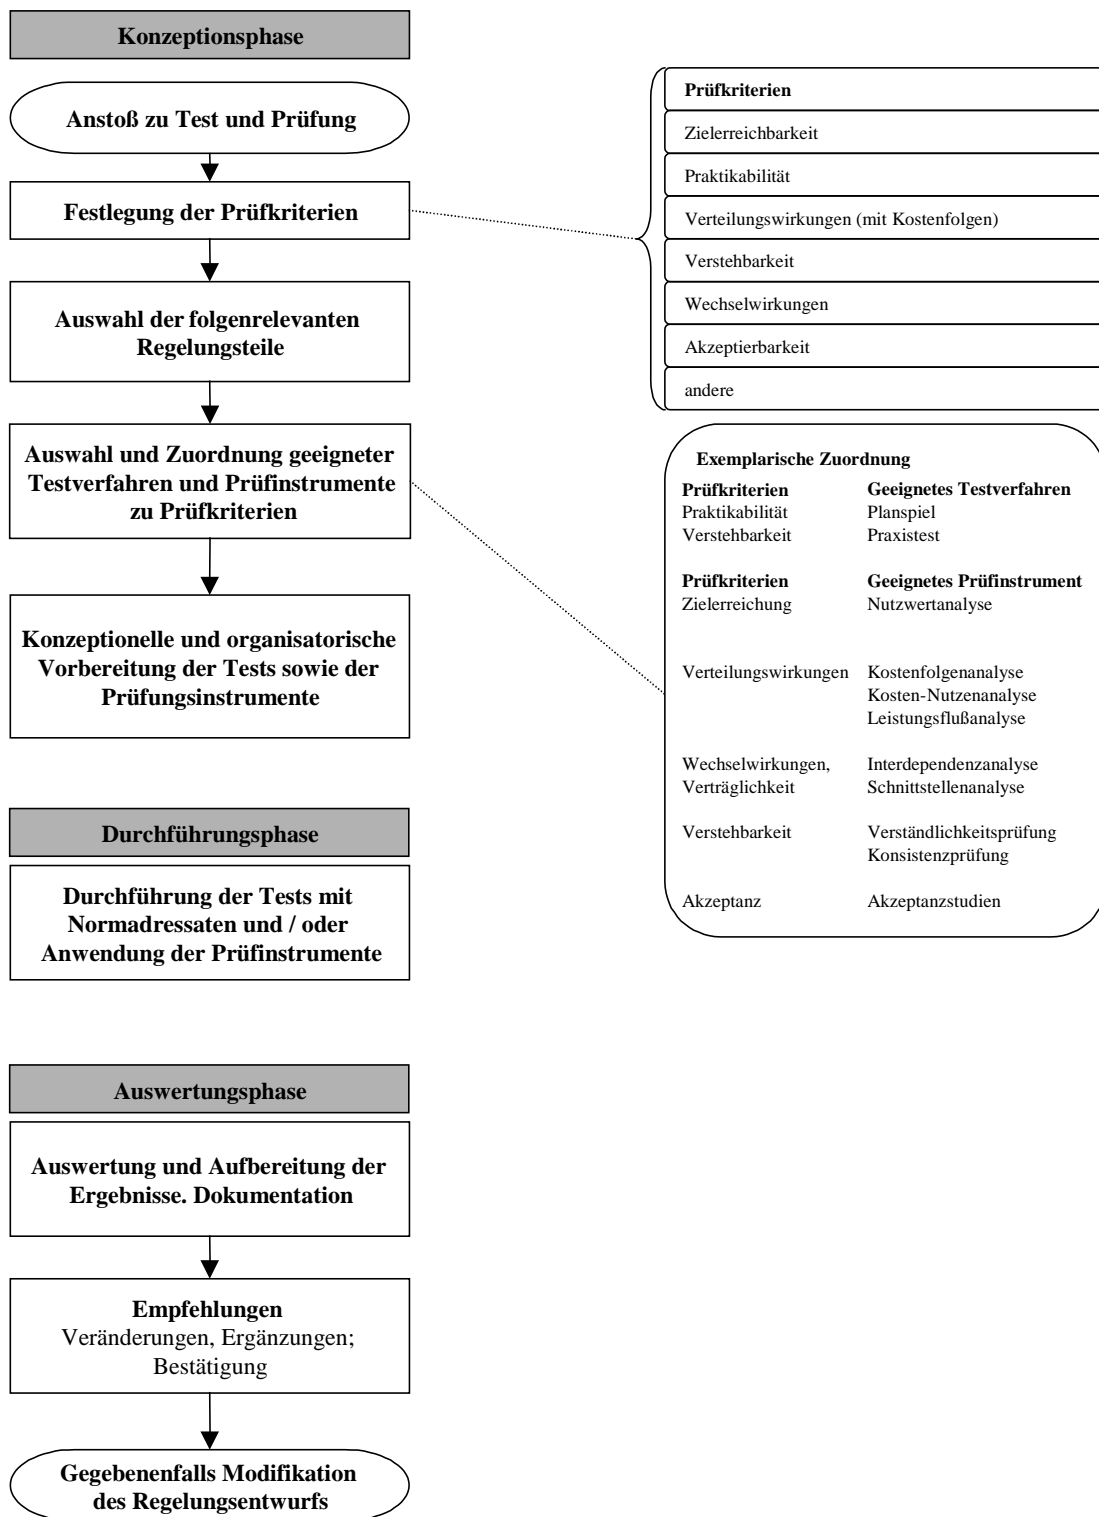 Konzeptionsphase
Anstoß zu Test und Prüfung
Festlegung der Prüfkriterien
Auswahl der folgenrelevanten
Regelungsteile
Auswahl und Zuordnung geeigneter
Testverfahren und Prüfinstrumente
zu Prüfkriterien
Konzeptionelle und organisatorische
Vorbereitung der Tests sowie der
Prüfungsinstrumente
Prüfkriterien
Zielerreichbarkeit
Praktikabilität
Verteilungswirkungen (mit Kostenfolgen)
Verstehbarkeit
Wechselwirkungen
Akzeptierbarkeit
andere
Exemplarische Zuordnung
Prüfkriterien Geeignetes Testverfahren
Praktikabilität Planspiel
Verstehbarkeit Praxistest
Prüfkriterien Geeignetes Prüfinstrument
Zielerreichung Nutzwertanalyse
Verteilungswirkungen Kostenfolgenanalyse
Kosten-Nutzenanalyse
Leistungsflußanalyse
Wechselwirkungen, Interdependenzanalyse
Verträglichkeit Schnittstellenanalyse
Verstehbarkeit Verständlichkeitsprüfung
Konsistenzprüfung
Akzeptanz Akzeptanzstudien
Durchführungsphase
Durchführung der Tests mit
Normadressaten und / oder
Anwendung der Prüfinstrumente
Auswertungsphase
Auswertung und Aufbereitung der
Ergebnisse. Dokumentation
Empfehlungen
Veränderungen, Ergänzungen;
Bestätigung
Gegebenenfalls Modifikation
des Regelungsentwurfs